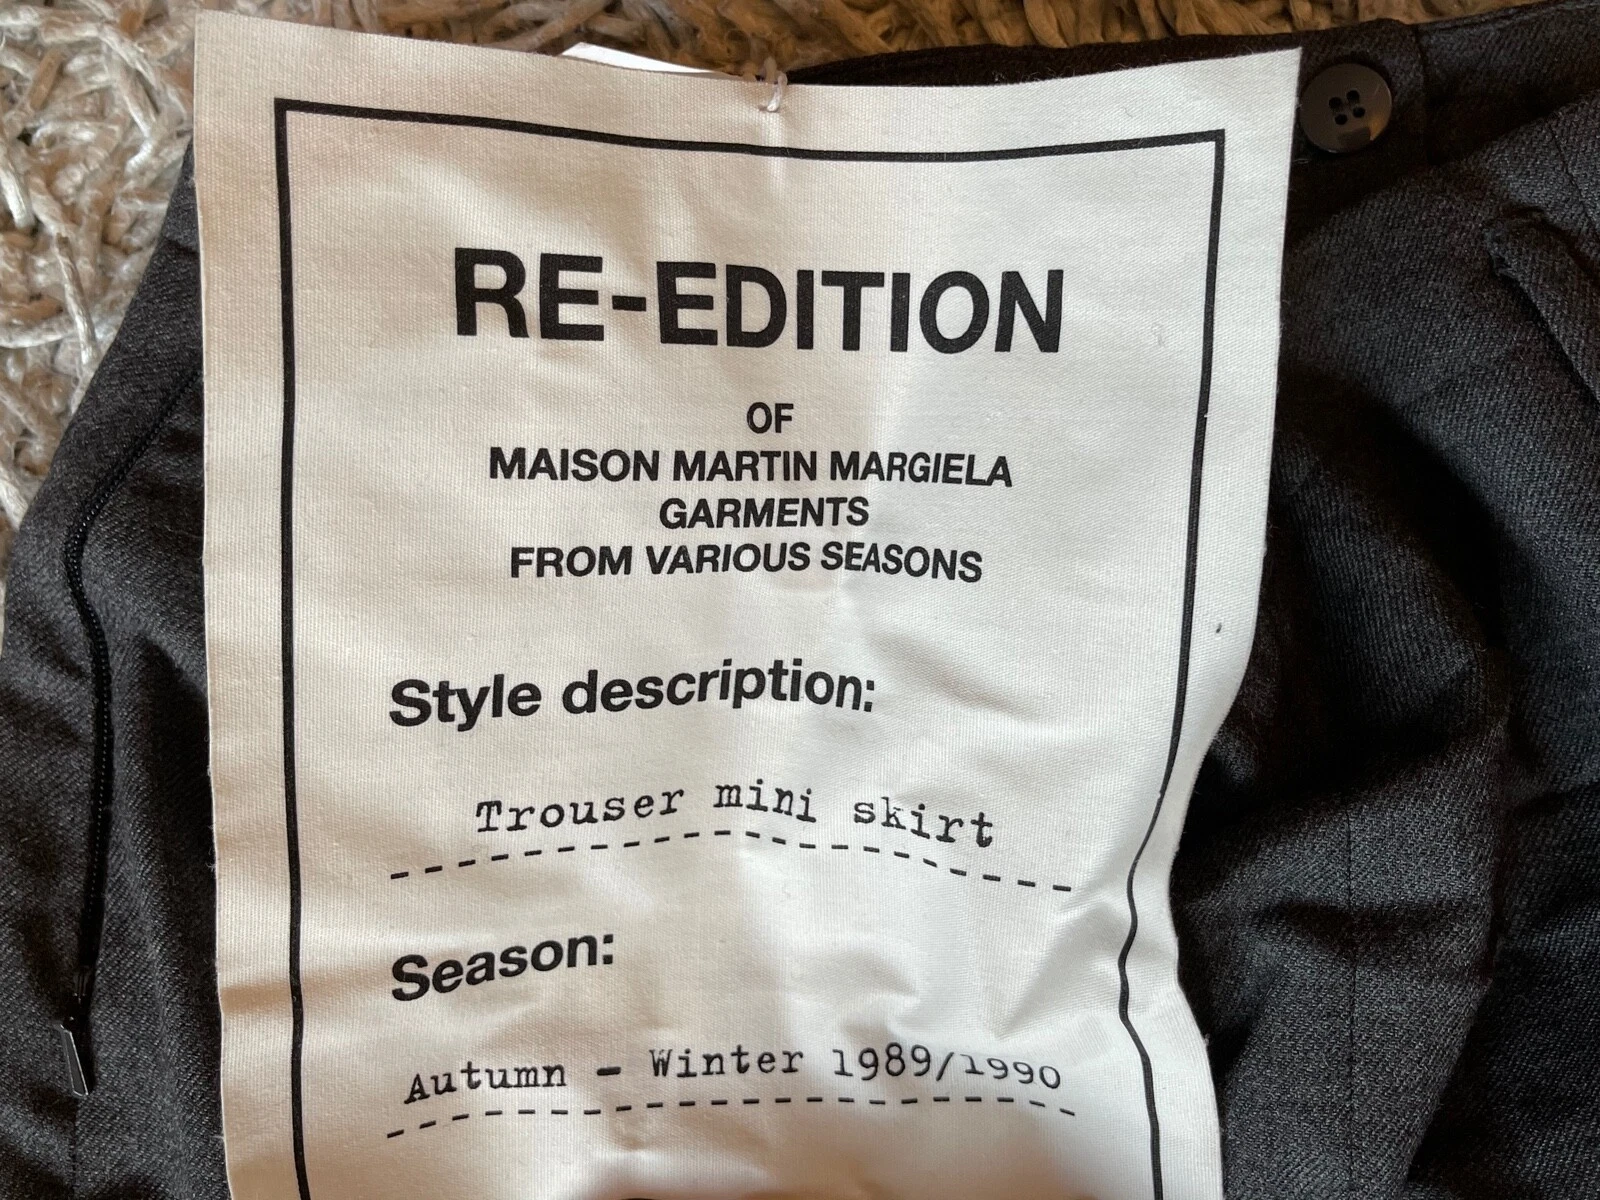 RE-EDITION
OF
MAISON MARTIN MARGIELA
GARMENTS
FROM VARIOUS SEASONS
Style description:
Trouser mini skirt
Season:
Autumn - Winter 1989/1990